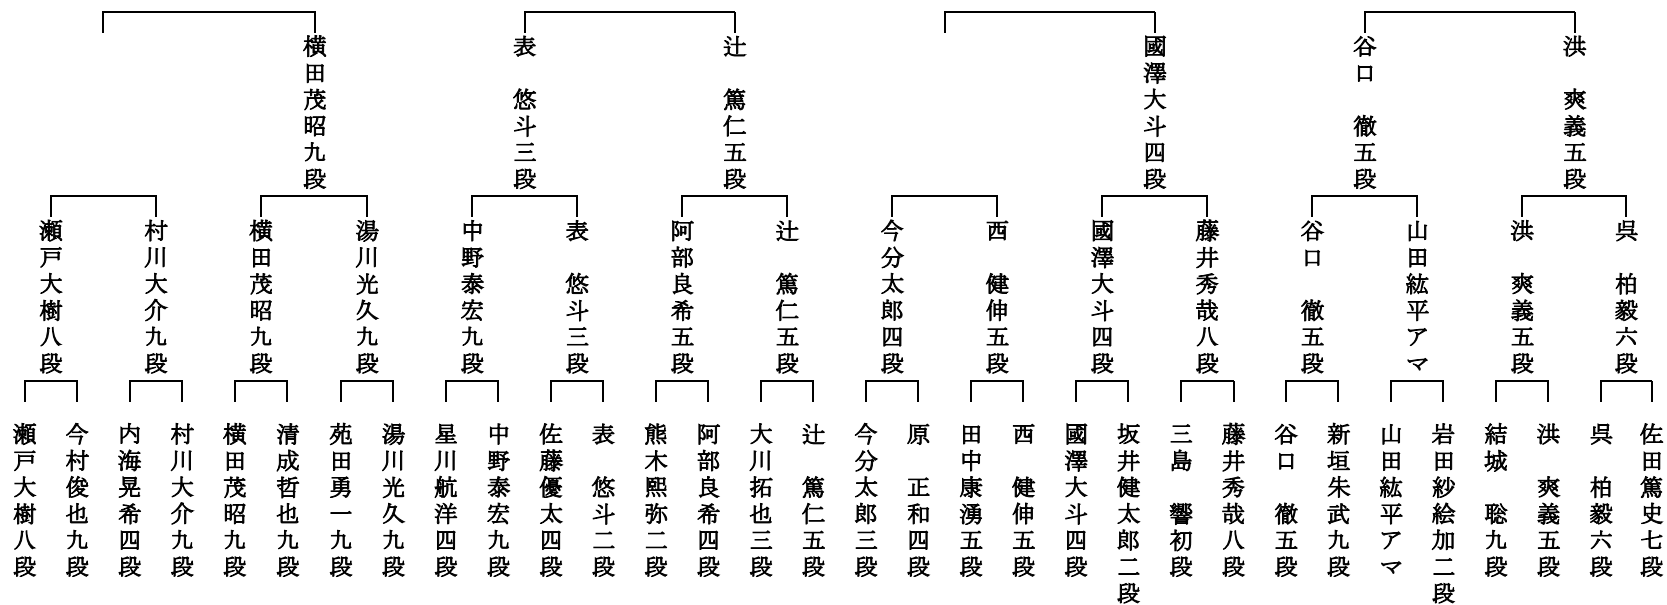 横田茂昭九段
表 悠斗三段
辻 篤仁五段
國澤大斗四段
谷口 徹五段
洪 爽義五段
瀬戸大樹八段
村川大介九段
横田茂昭九段
湯川光久九段
中野泰宏九段
表 悠斗三段
阿部良希五段
辻 篤仁五段
今分太郎四段
西 健伸五段
國澤大斗四段
藤井秀哉八段
谷口 徹五段
山田紘平アマ
洪 爽義五段
呉 柏毅六段
瀬戸大樹八段
今村俊也九段
内海晃希四段
村川大介九段
横田茂昭九段
清成哲也九段
苑田勇一九段
湯川光久九段
星川航洋四段
中野泰宏九段
佐藤優太四段
表 悠斗二段
熊木熙弥二段
阿部良希四段
大川拓也三段
辻 篤仁五段
今分太郎三段
原 正和四段
田中康湧五段
西 健伸五段
國澤大斗四段
坂井健太郎二段
三島 響初段
藤井秀哉八段
谷口 徹五段
新垣朱武九段
山田紘平アマ
岩田紗絵加二段
結城 聡九段
洪 爽義五段
呉 柏毅六段
佐田篤史七段